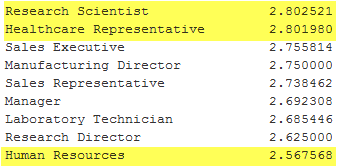 Research Scientist 2.802521
Healthcare Representative 2.801980
Sales Executive 2.755814
Manufacturing Director 2.750000
Sales Representative 2.738462
Manager 2.692308
Laboratory Technician 2.685446
Research Director 2.625000
Human Resources 2.567568